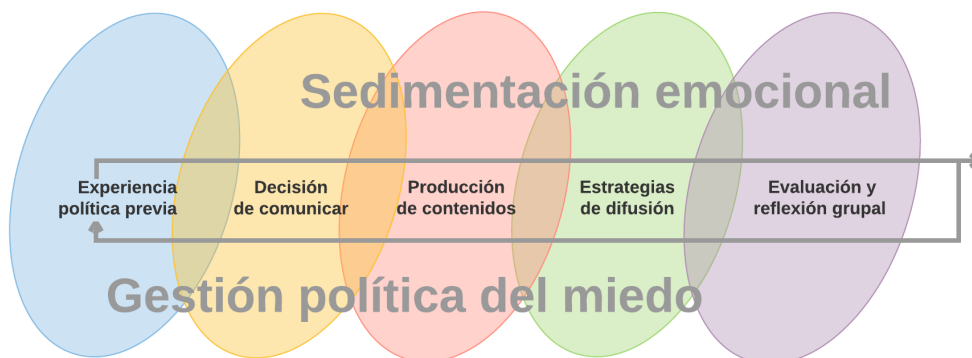 Sedimentación emocional
Experiencia
política previa
Decisión
de comunicar
Producción
de contenidos
Estrategias
de difusión
Evaluación y
reflexión grupal
Gestión política del miedo